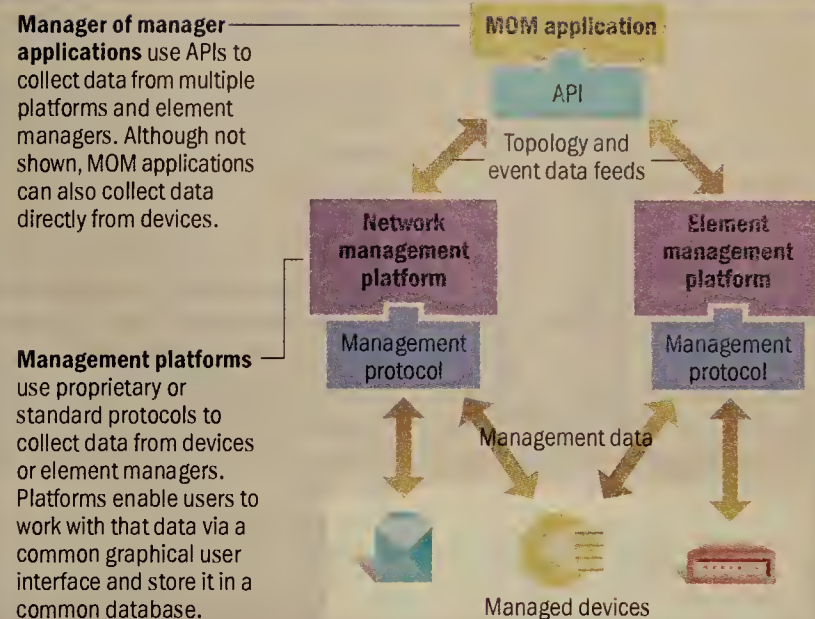 Manager of manager
applications use APIs to
collect data from multiple
platforms and element
managers. Although not
shown, MOM applications
can also collect data
directly from devices.
Management platforms
use proprietary or
standard protocols to
collect data from devices
or element managers.
Platforms enable users to
work with that data via a
common graphical user
interface and store it in a
common database.
MOM application
API
Topology and
event data feeds
Network
management
platform
Element
management
platform
Management
protocol
Management
protocol
Management data
Managed devices